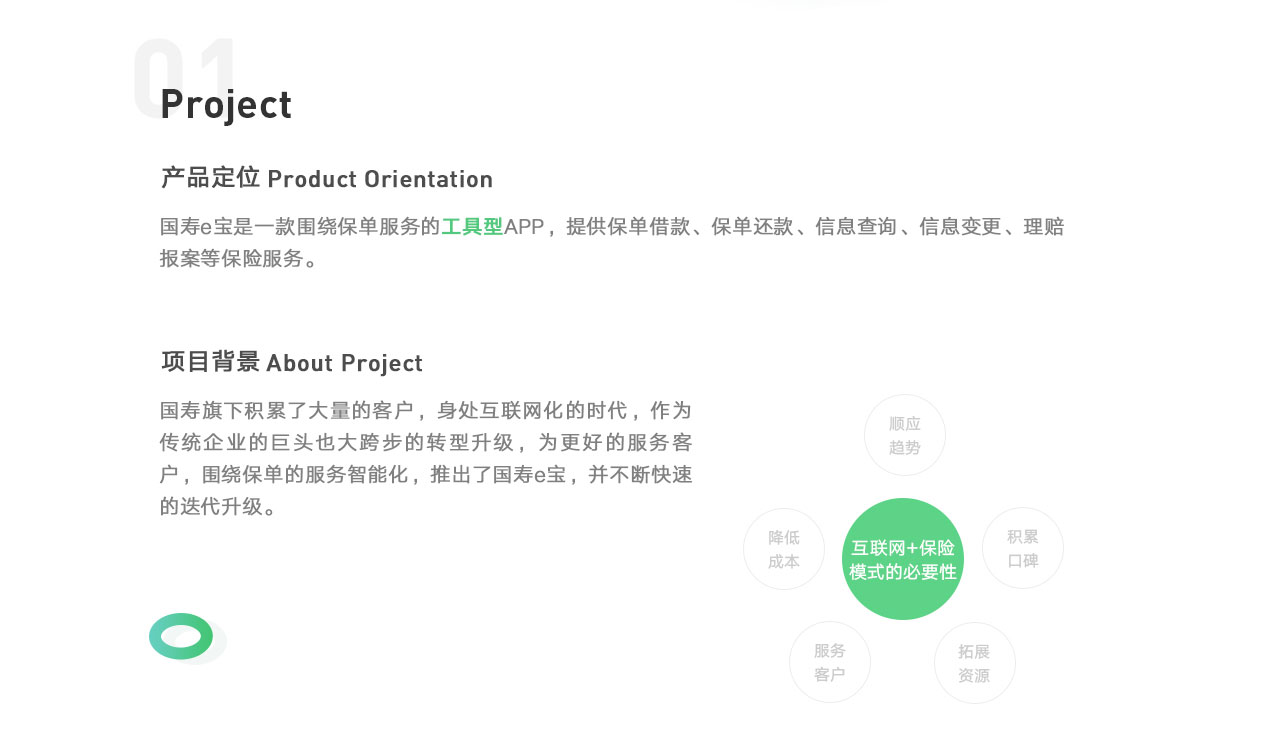 01
Project
产品定位 Product Orientation
国寿e宝是一款围绕保单服务的工具型APP，提供保单借款、保单还款、信息查询、信息变更、理赔
报案等保险服务。
项目背景 About Project
国寿旗下积累了大量的客户，身处互联网化的时代，作为
传统企业的巨头也大跨步的转型升级，为更好的服务客
户，围绕保单的服务智能化，推出了国寿e宝，并不断快速
的迭代升级。
顺应
趋势
降低
成本
互联网+保险
模式的必要性
积累
口碑
服务
客户
拓展
资源